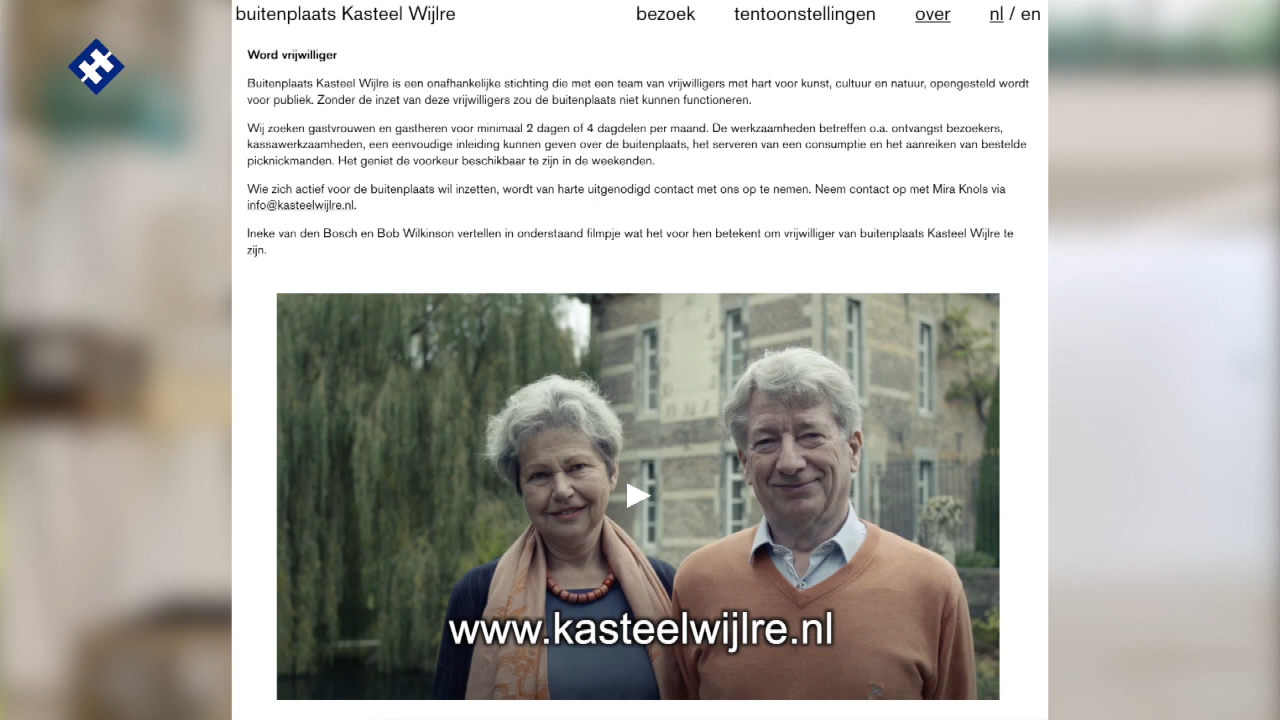 buitenplaats Kasteel Wijlre bezoek tentoonstellingen over nl / en
Word vrijwilliger
Buitenplaats Kasteel Wijlre is een onafhankelijke stichting die met een team van vrijwilligers met hart voor kunst, cultuur en natuur, opengesteld wordt
voor publiek. Zonder de inzet van deze vrijwilligers zou de buitenplaats niet kunnen functioneren.
Wij zoeken gastvrouwen en gastheren voor minimaal 2 dagen of 4 dagdelen per maand. De werkzaamheden betreffen o.a. ontvangst bezoekers,
kassawerkzaamheden, een eenvoudige inleiding kunnen geven over de buitenplaats, het serveren van een consumptie en het aanreiken van bestelde
picknickmanden. Het geniet de voorkeur beschikbaar te zijn in de weekenden.
Wie zich actief voor de buitenplaats wil inzetten, wordt van harte uitgenodigd contact met ons op te nemen. Neem contact op met Mira Knols via
info@kasteelwijlre.nl.
Ineke van den Bosch en Bob Wilkinson vertellen in onderstaand filmpje wat het voor hen betekent om vrijwilliger van buitenplaats Kasteel Wijlre te
zijn.
www.kasteelwijlre.nl